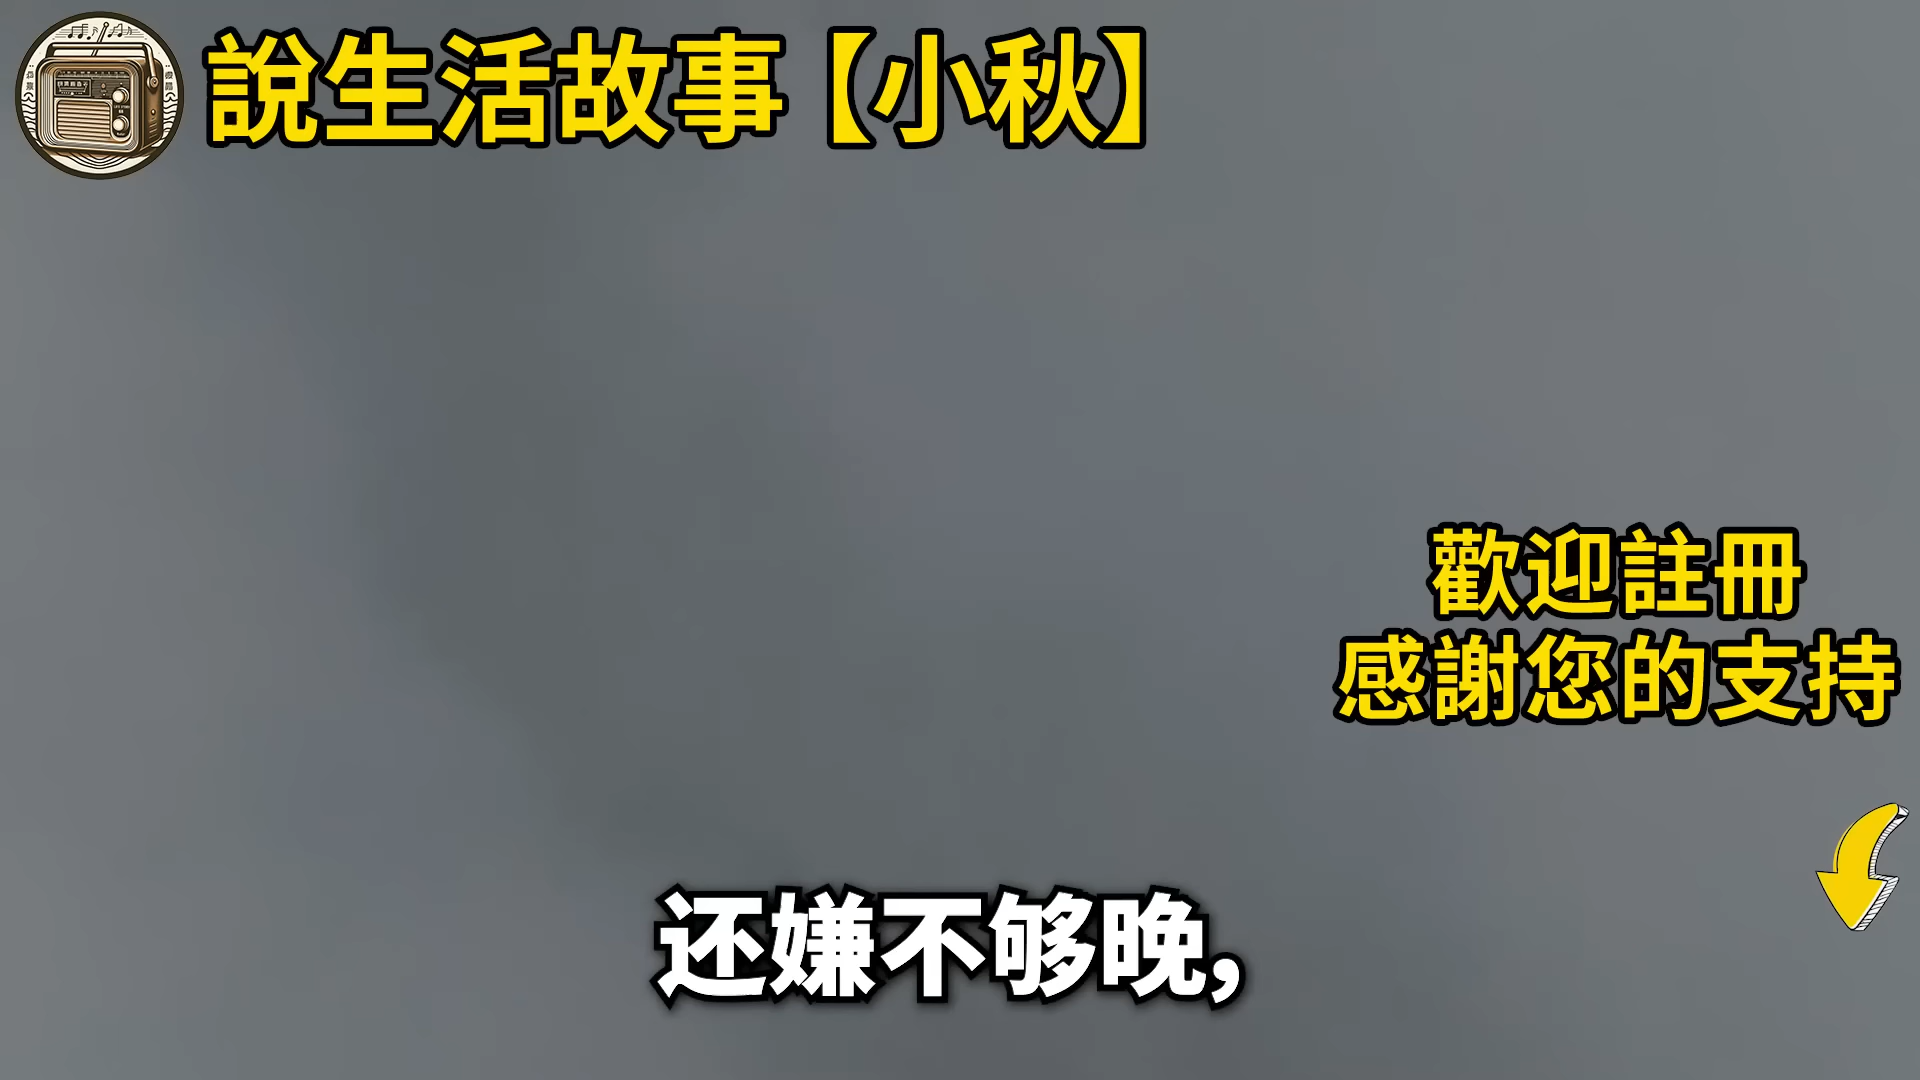 說生活故事【小秋】
歡迎註冊
感謝您的支持
还嫌不够晚,